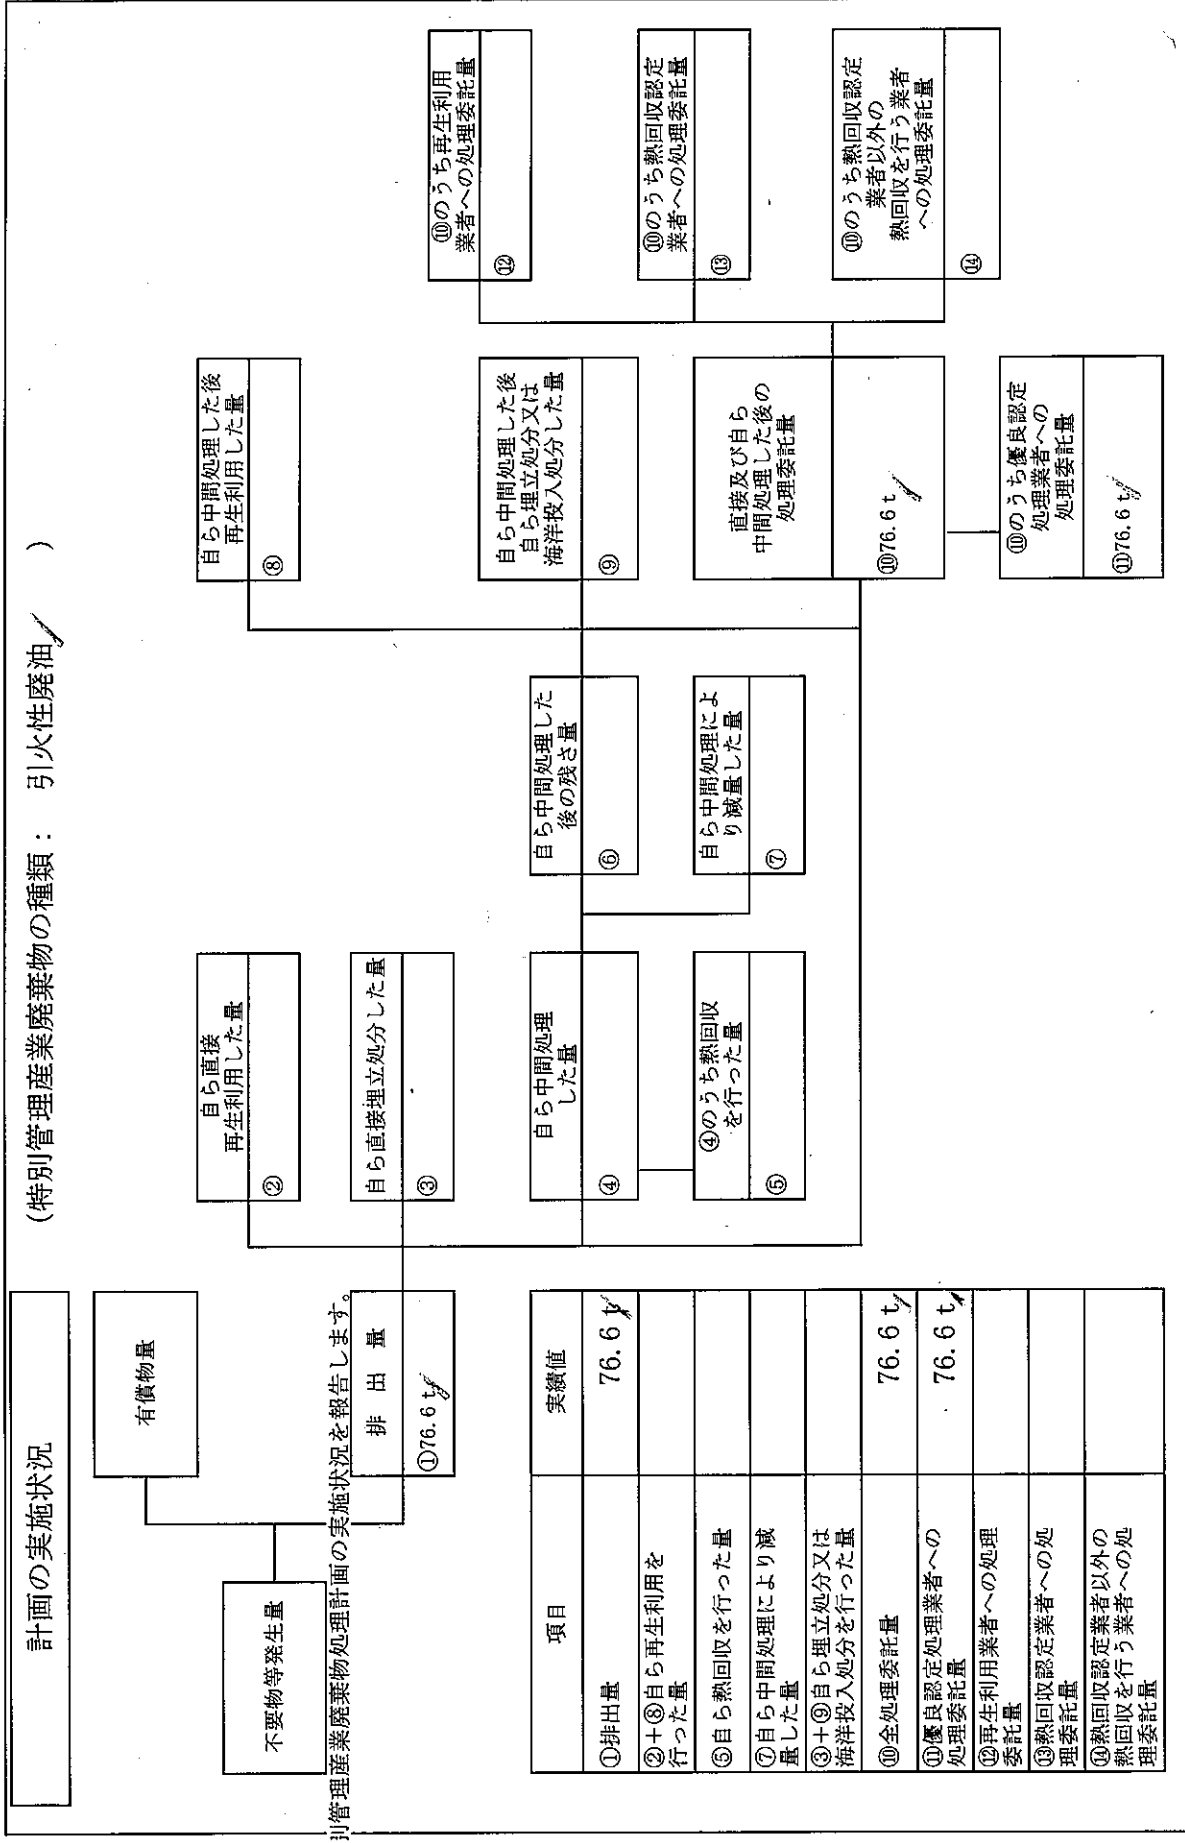 計画の実施状況
(特別管理産業廃棄物の種類： 引火性廃油 )
有償物量
不要物等発生量
別管理産業廃棄物処理計画の実施状況を報告します。
排 出 量
①76.6 t
自ら直接
再生利用した量
②
自ら直接埋立処分した量
③
自ら中間処理
した量
④
④のうち熱回収
を行った量
⑤
自ら中間処理した
後の残さ量
⑥
自ら中間処理によ
り減量した量
⑦
自ら中間処理した後
再生利用した量
⑧
自ら中間処理した後
自ら埋立処分又は
海洋投入処分した量
⑨
直接及び自ら
中間処理した後の
処理委託量
⑩76.6 t
⑩のうち優良認定
処理業者への
処理委託量
⑪76.6 t
⑩のうち再生利用
業者への処理委託量
⑫
⑩のうち熱回収認定
業者への処理委託量
⑬
⑩のうち熱回収認定
業者以外の
熱回収を行う業者
への処理委託量
⑭
項目 実績値
①排出量 76.6 t
②+⑧自ら再生利用を
行った量
⑤自ら熱回収を行った量
⑦自ら中間処理により減
量した量
③+⑨自ら埋立処分又は
海洋投入処分を行った量
⑩全処理委託量 76.6 t
⑪優良認定処理業者への
処理委託量 76.6 t
⑫再生利用業者への処理
委託量
⑬熱回収認定業者への処
理委託量
⑭熱回収認定業者以外の
熱回収を行う業者への処
理委託量